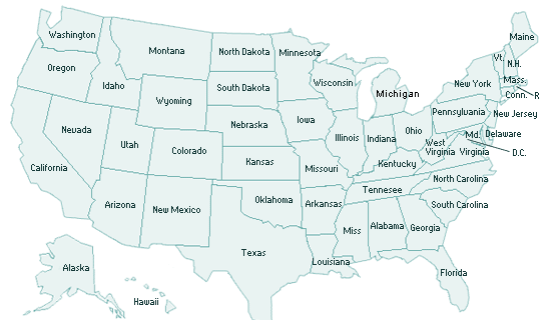 Washington
Montana
North Dakota
Minnesota
Maine
Vt.
N.H.
Oregon
Idaho
Wyoming
South Dakota
Wisconsin
Michigan
New York
Mass.
Conn.
R
Nebraska
Iowa
Pennsylvania
New Jersey
Nevada
Utah
Colorado
Kansas
Illinois
Indiana
Ohio
Md.
Delaware
West
Virginia
Virginia
D.C.
California
Missouri
Kentucky
Arizona
New Mexico
Oklahoma
Arkansas
Tennesee
North Carolina
South Carolina
Texas
Louisiana
Miss
Alabama
Georgia
Florida
Alaska
Hawaii